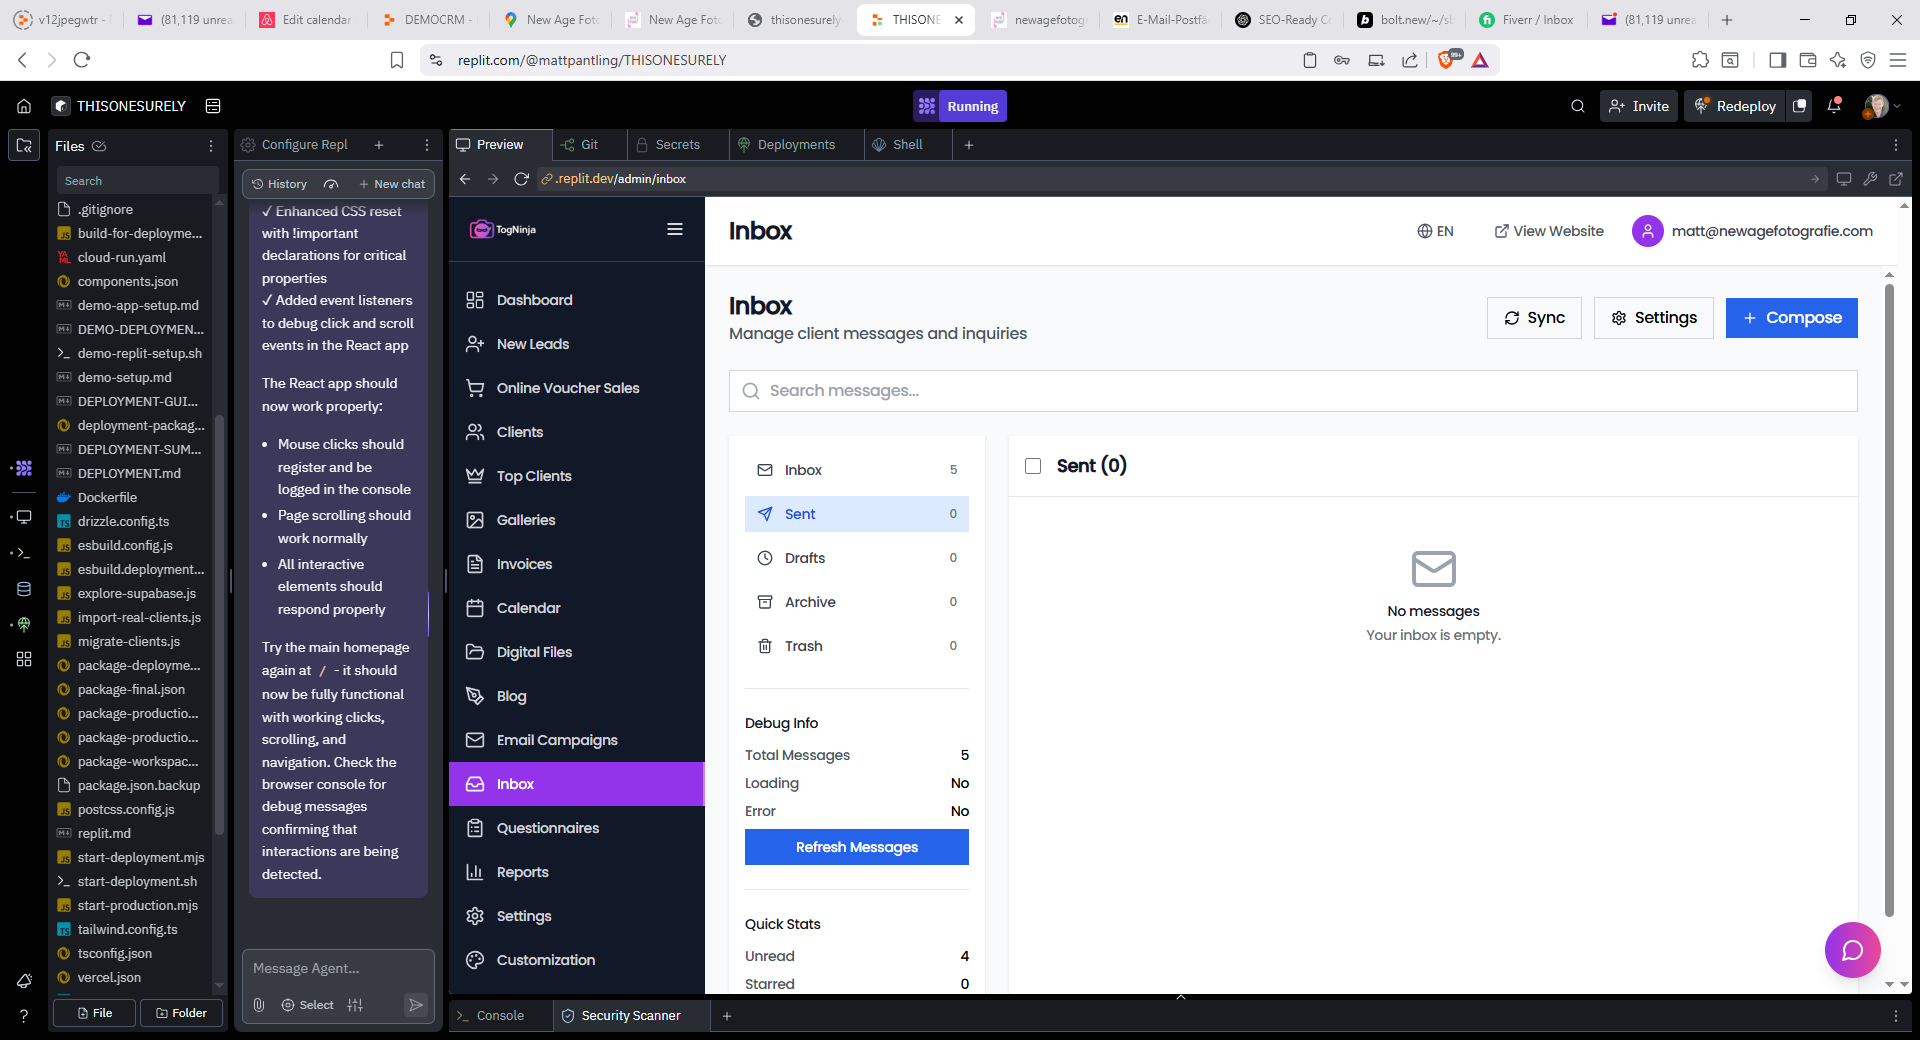 v12jpegwtr -
(81,119 unrea
Edit calendar
DEMOCRM -
New Age Foto
New Age Foto
thisonesurely
THISONE
newagefotog
E-Mail-Postfä
SEO-Ready Co
bolt.new/~/sb
Fiverr / Inbox
(81,119 unrea
replit.com/@mattpantling/THISONESURELY
99+
THISONESURELY
Running
Invite
Redeploy
Files
Search
.gitignore
build-for-deployme...
cloud-run.yaml
components.json
demo-app-setup.md
DEMO-DEPLOYMEN...
demo-replit-setup.sh
demo-setup.md
DEPLOYMENT-GUI...
deployment-packag...
DEPLOYMENT-SUM...
DEPLOYMENT.md
Dockerfile
drizzle.config.ts
esbuild.config.js
esbuild.deployment...
explore-supabase.js
import-real-clients.js
migrate-clients.js
package-deployme...
package-final.json
package-productio...
package-productio...
package-workspac...
package.json.backup
postcss.config.js
replit.md
start-deployment.mjs
start-deployment.sh
start-production.mjs
tailwind.config.ts
tsconfig.json
vercel.json
File
Folder
Configure Repl
History
New chat
✓ Enhanced CSS reset
with !important
declarations for critical
properties
✓ Added event listeners
to debug click and scroll
events in the React app
The React app should
now work properly:
• Mouse clicks should
register and be
logged in the console
• Page scrolling should
work normally
• All interactive
elements should
respond properly
Try the main homepage
again at / - it should
now be fully functional
with working clicks,
scrolling, and
navigation. Check the
browser console for
debug messages
confirming that
interactions are being
detected.
Message Agent...
Select
Preview
Git
Secrets
Deployments
Shell
.replit.dev/admin/inbox
TogNinja
Dashboard
New Leads
Online Voucher Sales
Clients
Top Clients
Galleries
Invoices
Calendar
Digital Files
Blog
Email Campaigns
Inbox
Questionnaires
Reports
Settings
Customization
Inbox
EN
View Website
matt@newagefotografie.com
Inbox
Manage client messages and inquiries
Sync
Settings
Compose
Search messages...
Inbox 5
Sent 0
Drafts 0
Archive 0
Trash 0
Debug Info
Total Messages 5
Loading No
Error No
Refresh Messages
Quick Stats
Unread 4
Starred 0
Sent (0)
No messages
Your inbox is empty.
Console
Security Scanner